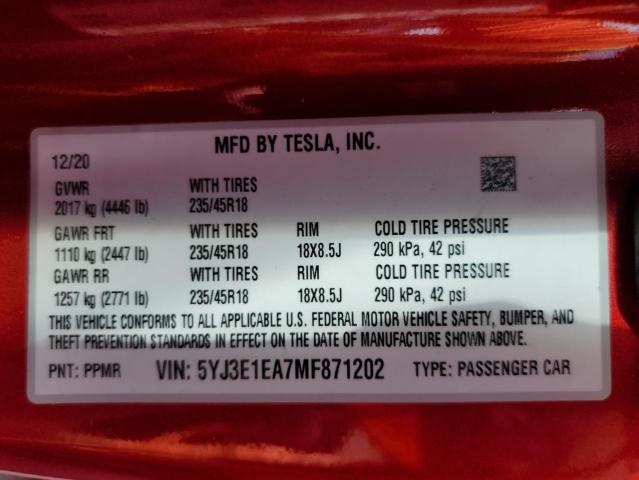 MFD BY TESLA, INC.
12/20
GVWR WITH TIRES
2017 kg (4446 lb) 235/45R18
GAWR FRT WITH TIRES RIM COLD TIRE PRESSURE
1110 kg (2447 lb) 235/45R18 18X8.5J 290 kPa, 42 psi
GAWR RR WITH TIRES RIM COLD TIRE PRESSURE
1257 kg (2771 lb) 235/45R18 18X8.5J 290 kPa, 42 psi
THIS VEHICLE CONFORMS TO ALL APPLICABLE U.S. FEDERAL MOTOR VEHICLE SAFETY, BUMPER, AND
THEFT PREVENTION STANDARDS IN EFFECT ON THE DATE OF MANUFACTURE SHOWN ABOVE.
PNT: PPMR VIN: 5YJ3E1EA7MF871202 TYPE: PASSENGER CAR